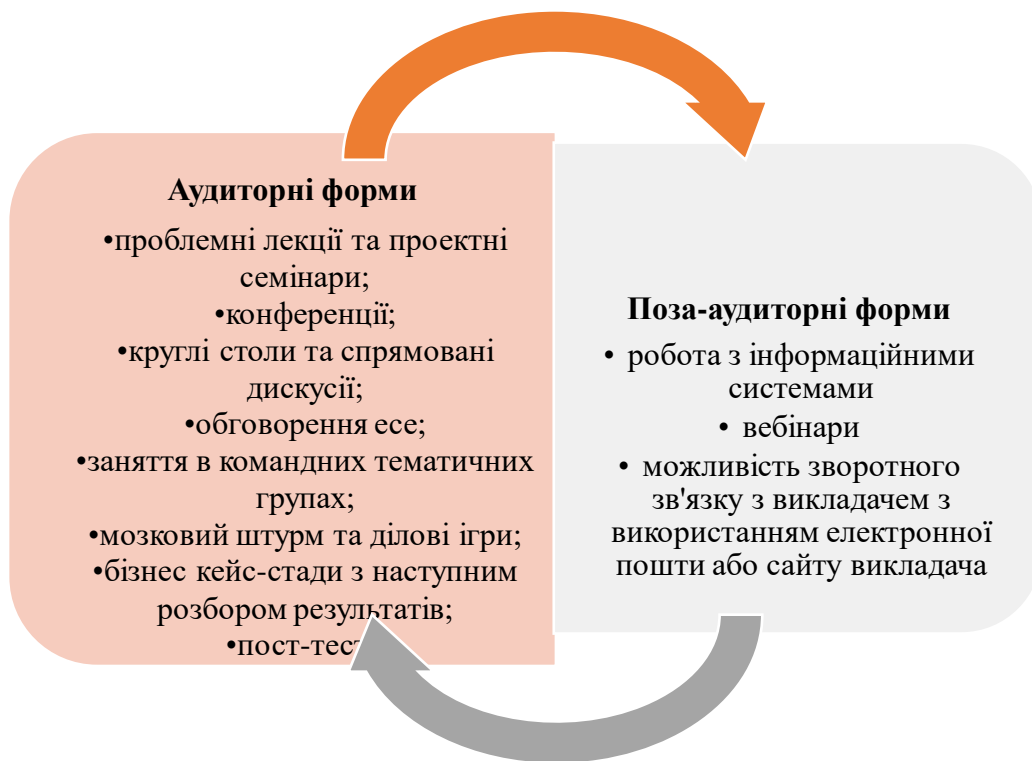 Аудиторні форми
•проблемні лекції та проектні
семінари;
•конференції;
•круглі столи та спрямовані
дискусії;
•обговорення есе;
•заняття в командних тематичних
групах;
•мозковий штурм та ділові ігри;
•бізнес кейс-стади з наступним
розбором результатів;
•пост-тест
Поза-аудиторні форми
• робота з інформаційними
системами
• вебінари
• можливість зворотного
зв'язку з викладачем з
використанням електронної
пошти або сайту викладача